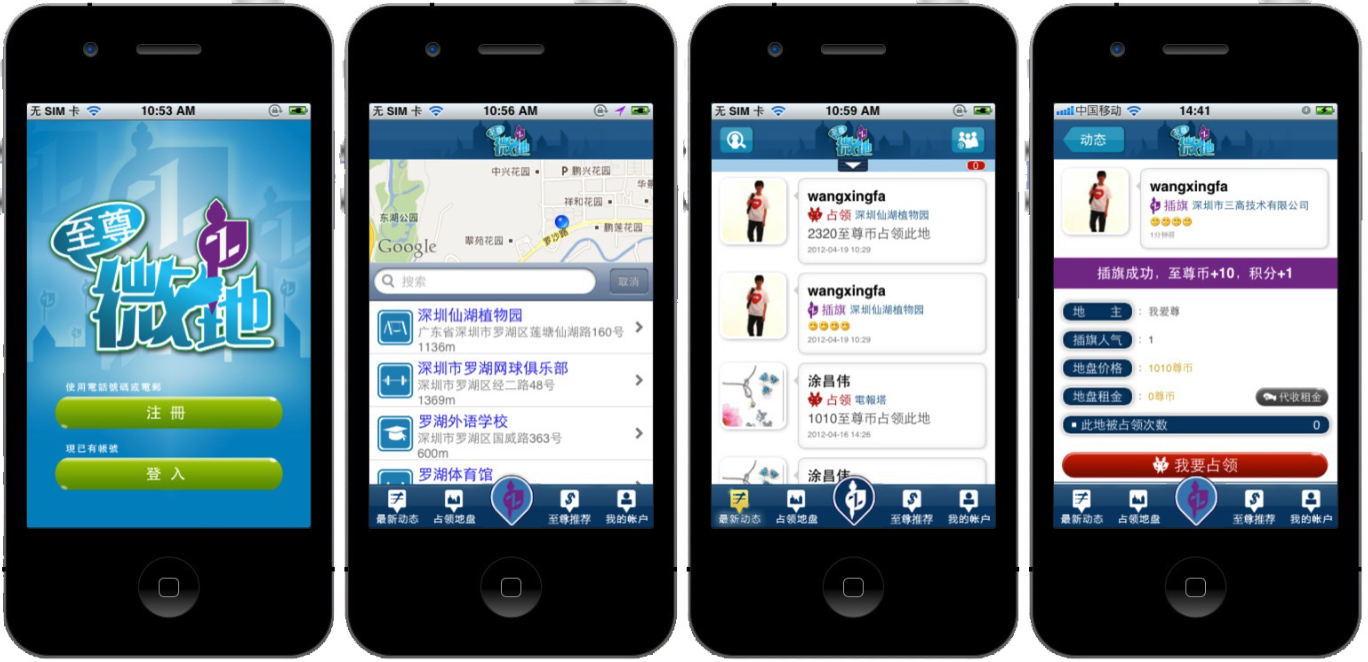 无 SIM 卡
10:53 AM
至尊
微地
使用電話號碼或電郵
注 冊
現已有帳號
登 入
无 SIM 卡
10:56 AM
至尊
微地
中兴花园
P 鹏兴花园
华景
祥和花园
东湖公园
罗沙路
鹏莲花园
翠苑花园
Google
搜索
取消
深圳仙湖植物园
广东省深圳市罗湖区莲塘仙湖路160号
1136m
深圳市罗湖网球俱乐部
深圳市罗湖区经二路48号
1369m
罗湖外语学校
深圳市罗湖区国威路363号
600m
罗湖体育馆
最新动态
占领地盘
至尊推荐
我的帐户
无 SIM 卡
10:59 AM
至尊
微地
0
wangxingfa
占领 深圳仙湖植物园
2320至尊币占领此地
2012-04-19 10:29
wangxingfa
插旗 深圳仙湖植物园
2012-04-19 10:29
涂昌伟
占领 電報塔
1010至尊币占领此地
2012-04-16 14:26
涂昌伟
最新动态
占领地盘
至尊推荐
我的帐户
中国移动
14:41
动态
至尊
微地
wangxingfa
插旗 深圳市三高技术有限公司
1分钟前
插旗成功，至尊币+10，积分+1
地 主 : 我爱尊
插旗人气 : 1
地盘价格 : 1010尊币
地盘租金 : 0尊币
代收租金
此地被占领次数 0
我要占领
最新动态
占领地盘
至尊推荐
我的帐户